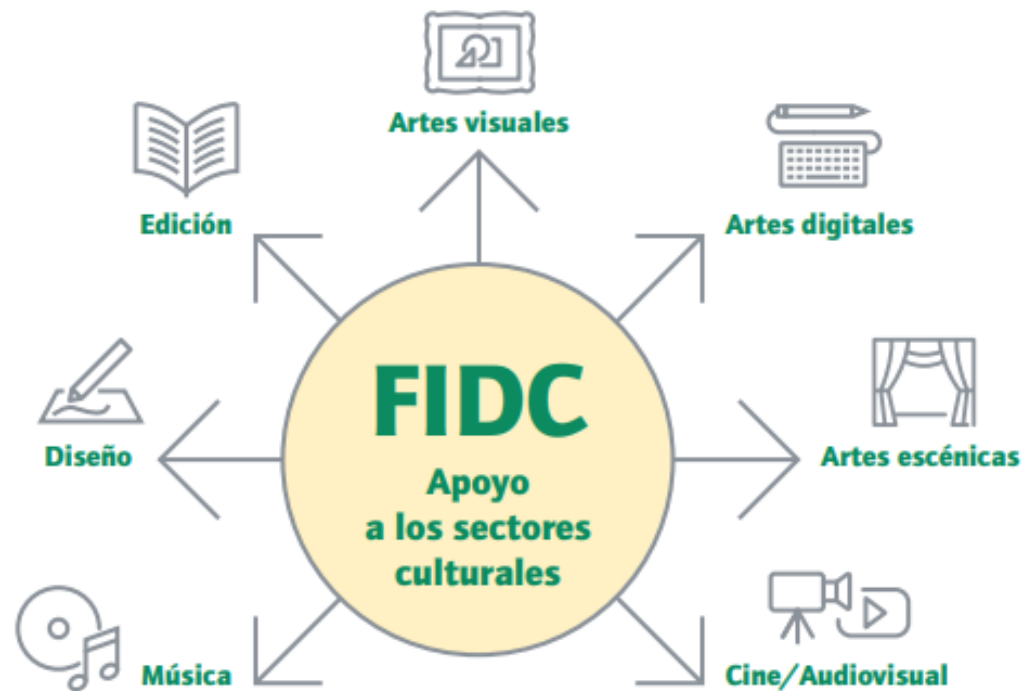 Artes visuales
Edición
Artes digitales
Diseño
FIDC
Apoyo
a los sectores
culturales
Artes escénicas
Música
Cine/Audiovisual